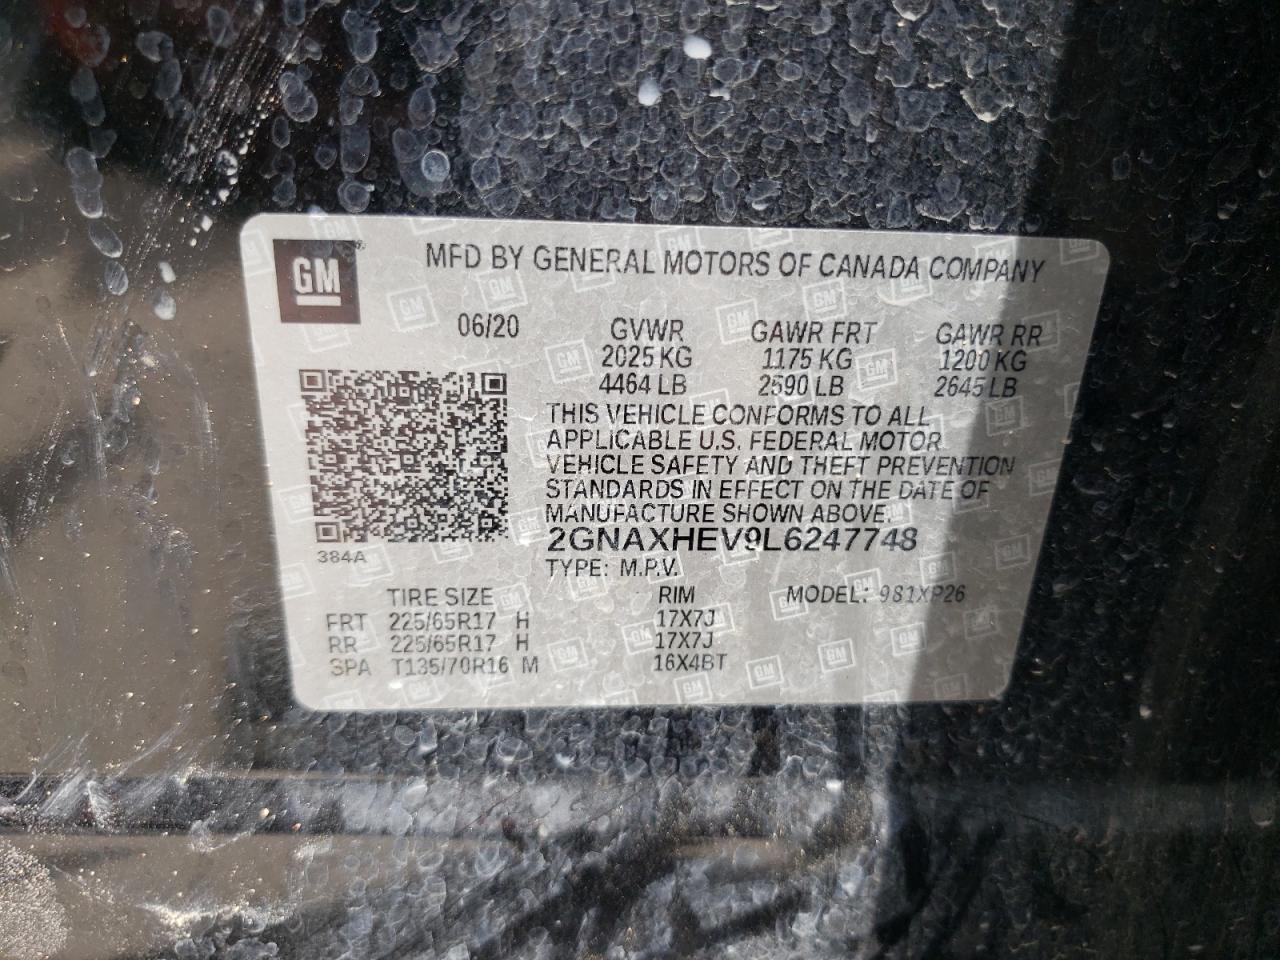 GM
MFD BY GENERAL MOTORS OF CANADA COMPANY
06/20 GVWR GAWR FRT GAWR RR
2025 KG 1175 KG 1200 KG
4464 LB 2590 LB 2645 LB
THIS VEHICLE CONFORMS TO ALL
APPLICABLE U.S. FEDERAL MOTOR
VEHICLE SAFETY AND THEFT PREVENTION
STANDARDS IN EFFECT ON THE DATE OF
MANUFACTURE SHOWN ABOVE.
2GNAXHEV9L6247748
384A
TYPE: M.P.V.
TIRE SIZE RIM MODEL: 981XP26
FRT 225/65R17 H 17X7J
RR 225/65R17 H 17X7J
SPA T135/70R16 M 16X4BT